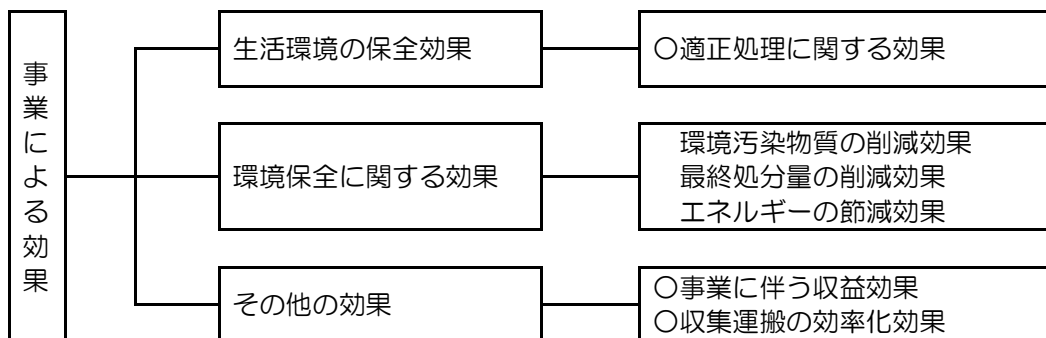 事業による効果
生活環境の保全効果
〇適正処理に関する効果
環境保全に関する効果
環境汚染物質の削減効果
最終処分量の削減効果
エネルギーの節減効果
その他の効果
〇事業に伴う収益効果
〇収集運搬の効率化効果